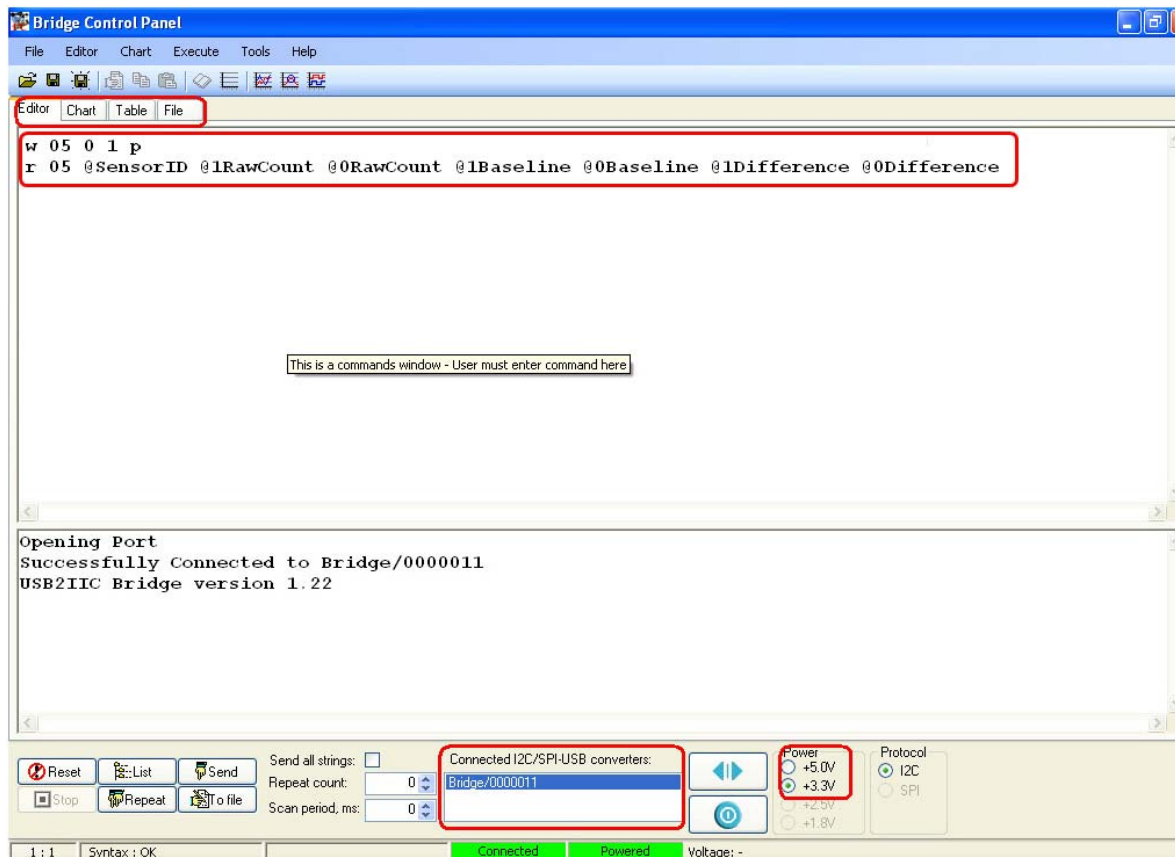 Bridge Control Panel
File Editor Chart Execute Tools Help
Editor Chart Table File
w 05 0 1 p
r 05 @SensorID @1RawCount @0RawCount @1Baseline @0Baseline @1Difference @0Difference
This is a commands window - User must enter command here
Opening Port
Successfully Connected to Bridge/0000011
USB2IIC Bridge version 1.22
Reset List Send
Stop Repeat To file
Send all strings:
Repeat count: 0
Scan period, ms: 0
Connected I2C/SPI-USB converters:
Bridge/0000011
Power
+5.0V
+3.3V
+2.5V
+1.8V
Protocol
I2C
SPI
1 : 1 Syntax : OK Connected Powered Voltage: -